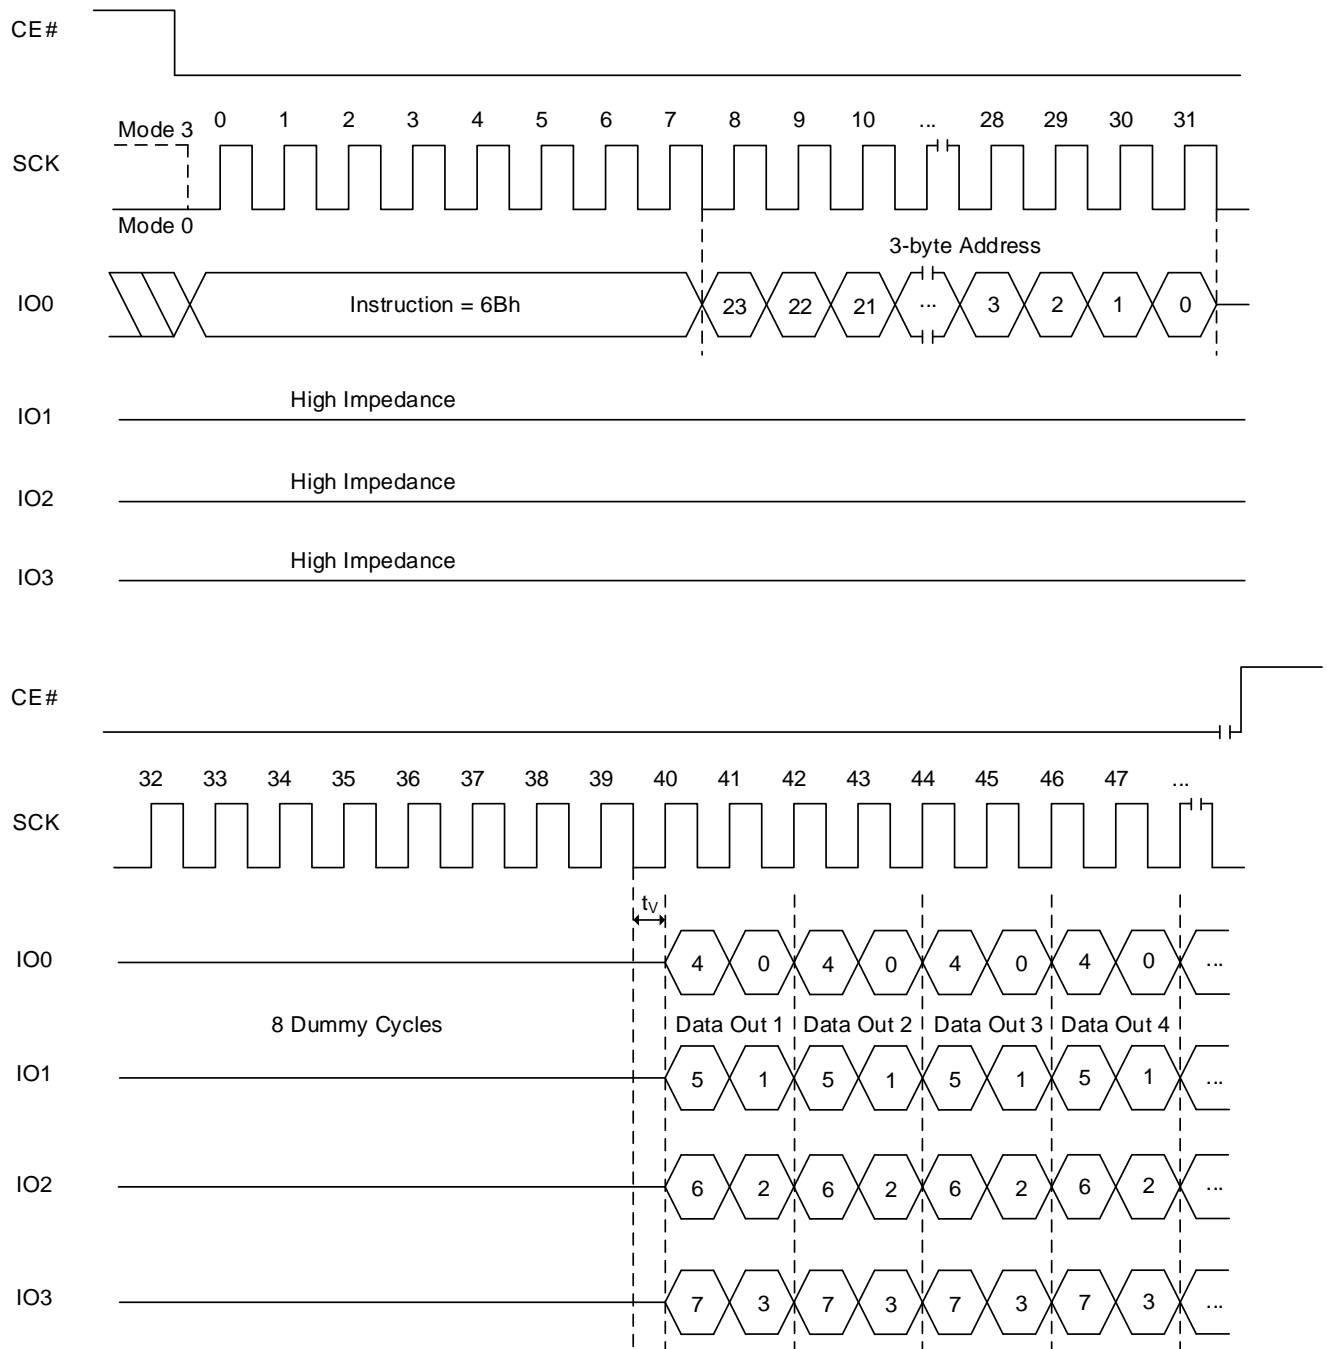 CE#
Mode 3 0 1 2 3 4 5 6 7 8 9 10 ... 28 29 30 31
SCK
Mode 0
3-byte Address
IO0 Instruction = 6Bh 23 22 21 ... 3 2 1 0
High Impedance
IO1
High Impedance
IO2
High Impedance
IO3
CE#
32 33 34 35 36 37 38 39 40 41 42 43 44 45 46 47 ...
SCK
tV
IO0 4 0 4 0 4 0 4 0 ...
8 Dummy Cycles Data Out 1 Data Out 2 Data Out 3 Data Out 4
IO1 5 1 5 1 5 1 5 1 ...
IO2 6 2 6 2 6 2 6 2 ...
IO3 7 3 7 3 7 3 7 3 ...